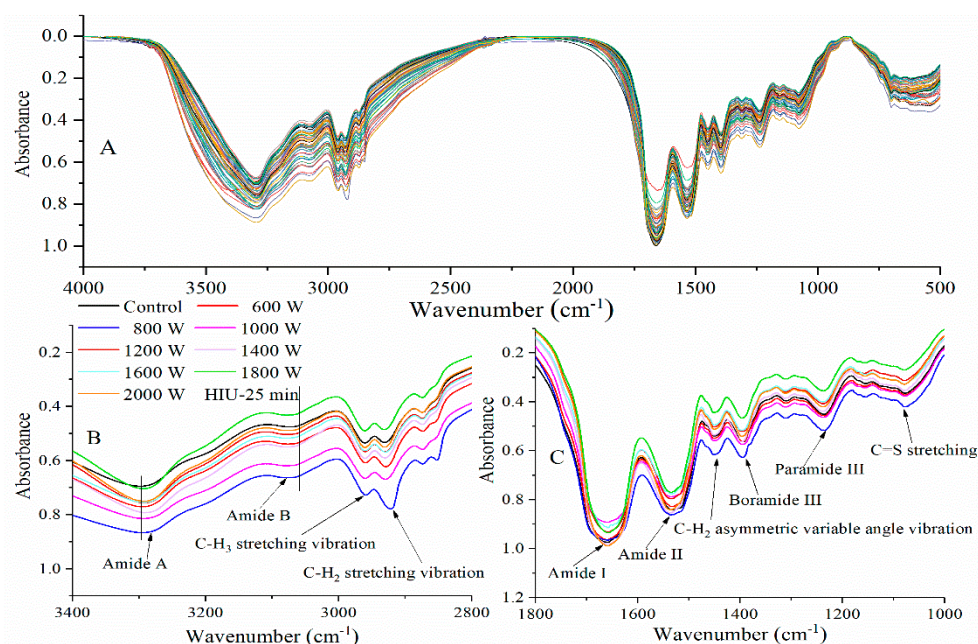 0.0
0.2
0.4
0.6
0.8
1.0
Absorbance
A
4000 3500 3000 2500 2000 1500 1000 500
Wavenumber (cm-1)
Control 600 W
800 W 1000 W
1200 W 1400 W
1600 W 1800 W
2000 W HIU-25 min
0.2
0.4
0.6
0.8
Absorbance
B
Amide A
Amide B
C-H3 stretching vibration
C-H2 stretching vibration
3400 3200 3000 2800
Wavenumber (cm-1)
0.2
0.4
0.6
0.8
1.0
1.2
Absorbance
C
C=S stretching
Paramide III
Boramide III
C-H2 asymmetric variable angle vibration
Amide II
Amide I
1800 1600 1400 1200 1000
Wavenumber (cm-1)